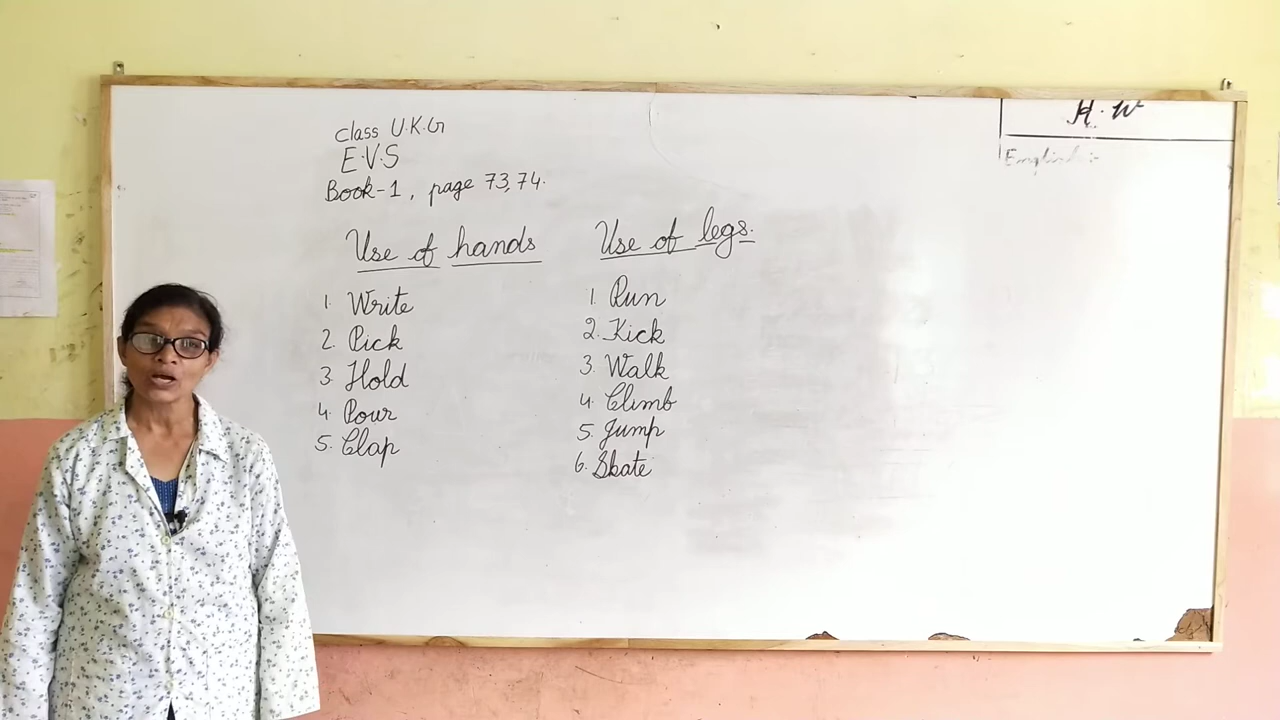 Class U.K.G
E.V.S
Book-1, page 73,74.
Use of hands
1. Write
2. Pick
3. Hold
4. Pour
5. Clap
Use of legs.
1. Run
2. Kick
3. Walk
4. Climb
5. Jump
6. Skate
H.W
English :-